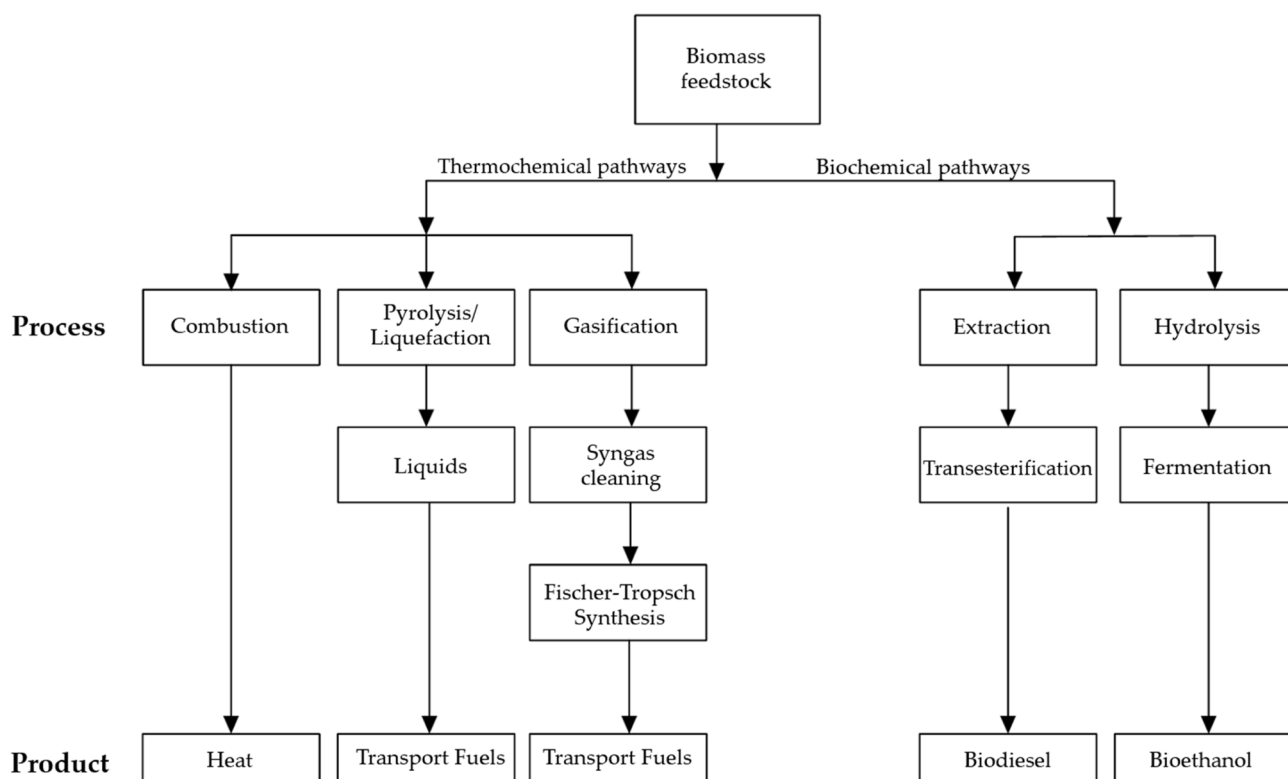 Biomass
feedstock
Thermochemical pathways
Biochemical pathways
Process
Combustion
Pyrolysis/
Liquefaction
Gasification
Extraction
Hydrolysis
Liquids
Syngas
cleaning
Transesterification
Fermentation
Fischer-Tropsch
Synthesis
Product
Heat
Transport Fuels
Transport Fuels
Biodiesel
Bioethanol